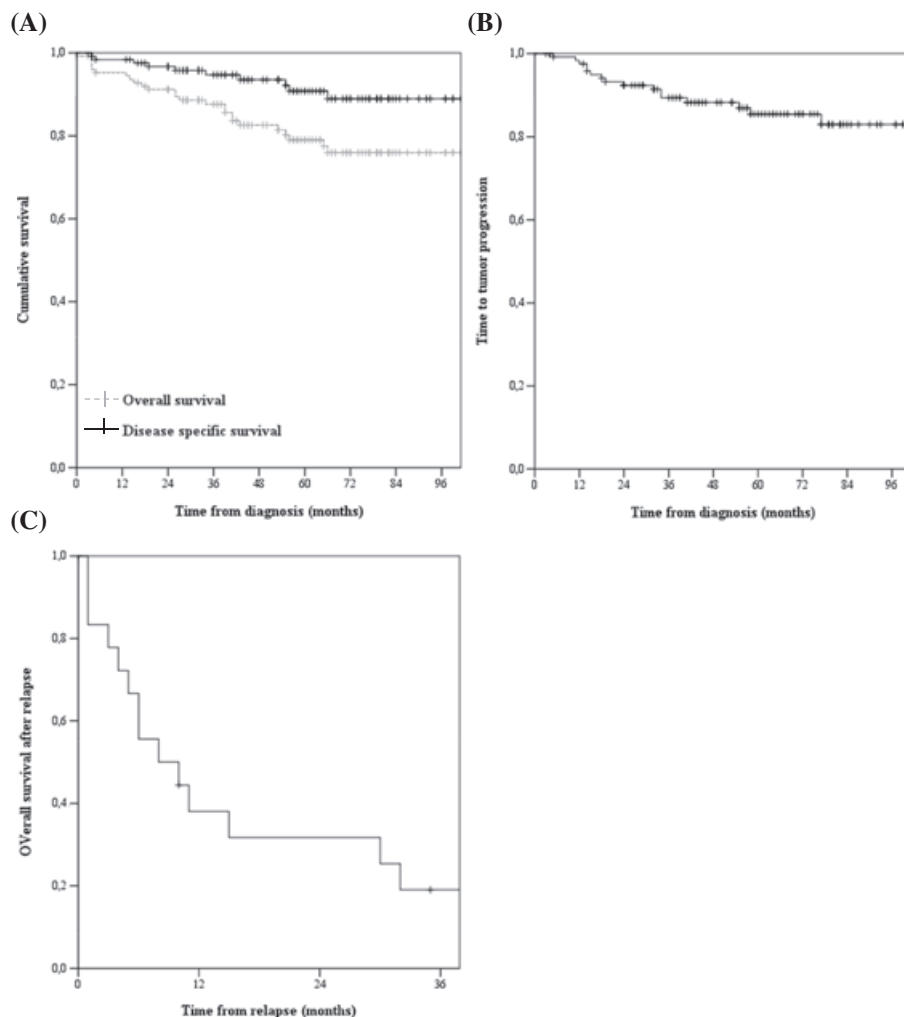 (A)
1,0
0,8
0,6
0,4
0,2
0,0
Cumulative survival
Overall survival
Disease specific survival
0 12 24 36 48 60 72 84 96
Time from diagnosis (months)
(B)
1,0
0,8
0,6
0,4
0,2
0,0
Time to tumor progression
0 12 24 36 48 60 72 84 96
Time from diagnosis (months)
(C)
1,0
0,8
0,6
0,4
0,2
0,0
OVerall survival after relapse
0 12 24 36
Time from relapse (months)